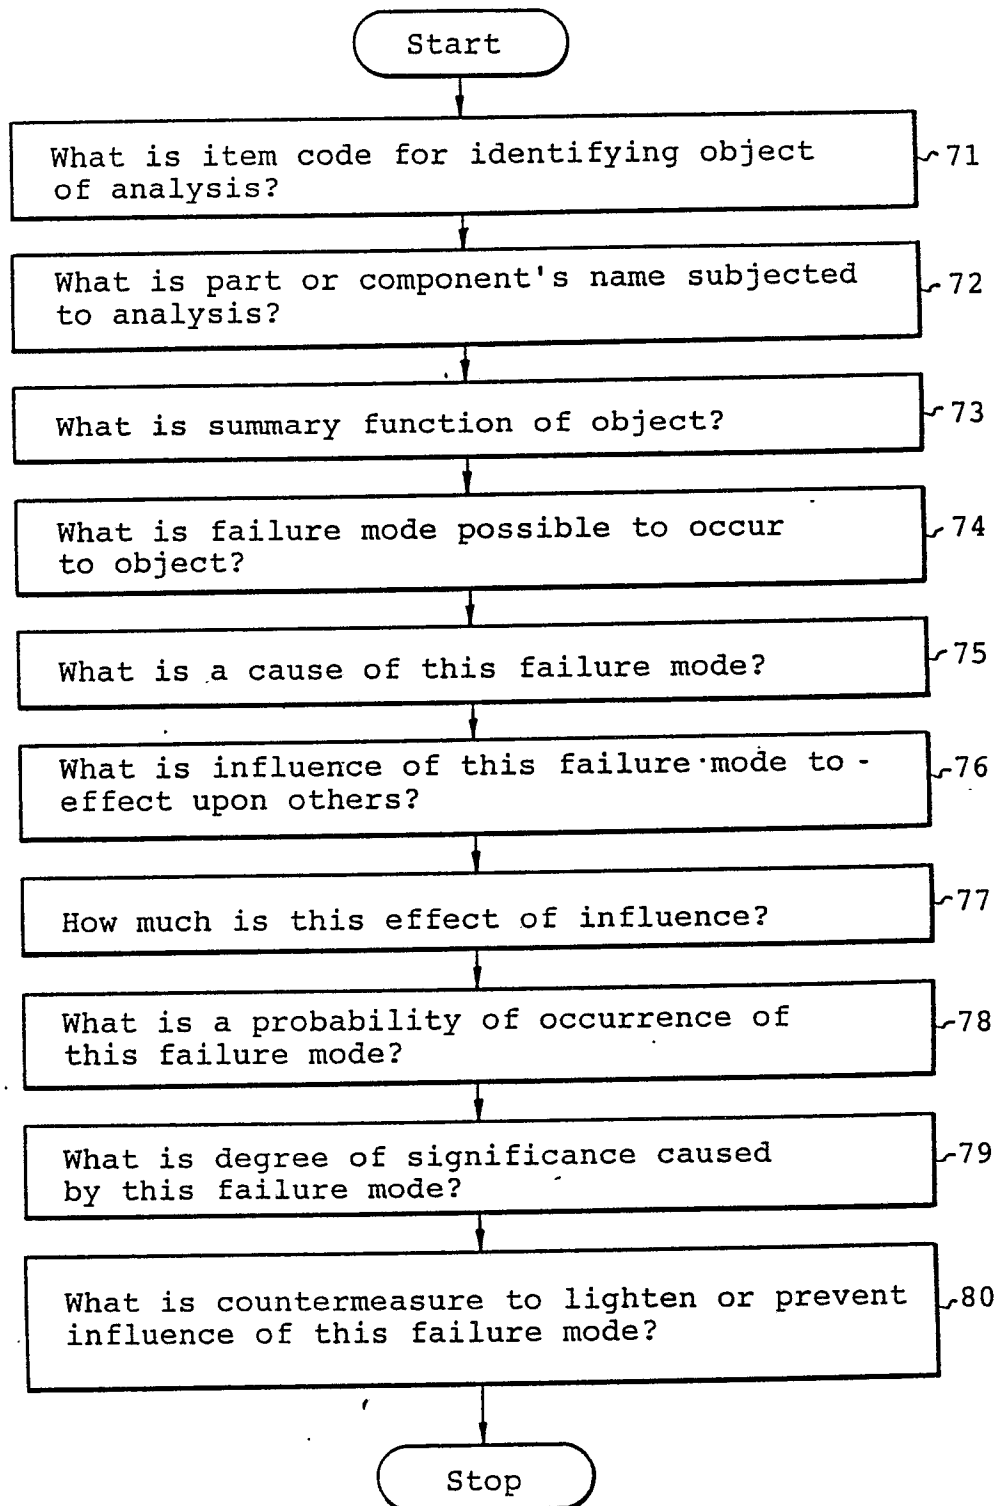 Start
What is item code for identifying object
of analysis?
71
What is part or component's name subjected
to analysis?
72
What is summary function of object?
73
What is failure mode possible to occur
to object?
74
What is a cause of this failure mode?
75
What is influence of this failure mode to
effect upon others?
76
How much is this effect of influence?
77
What is a probability of occurrence of
this failure mode?
78
What is degree of significance caused
by this failure mode?
79
What is countermeasure to lighten or prevent
influence of this failure mode?
80
Stop